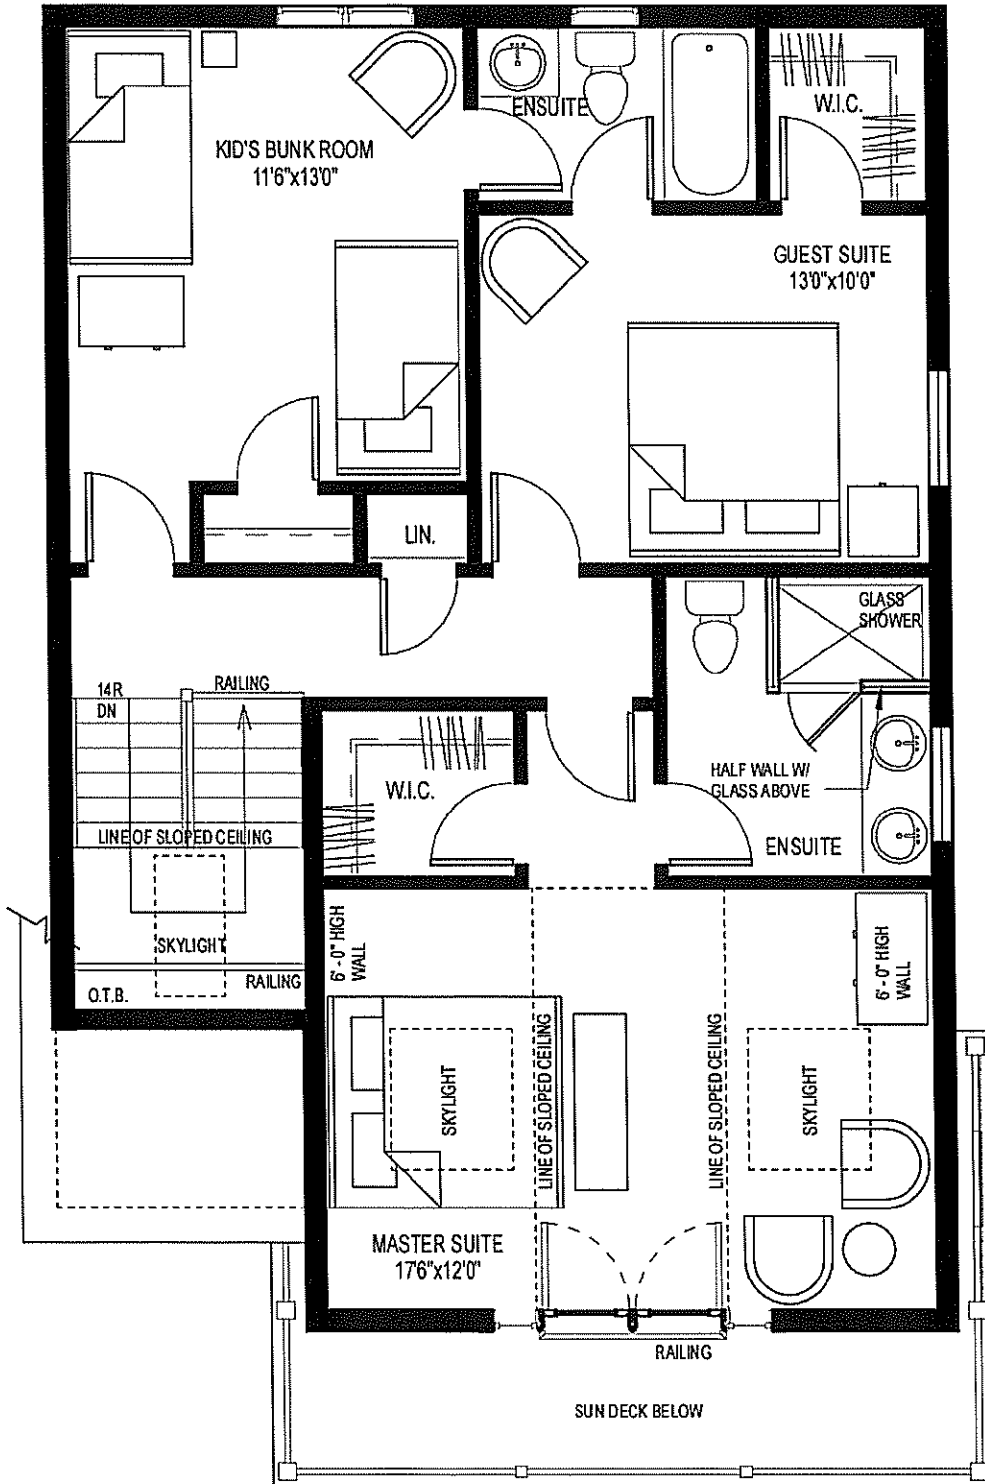 ENSUITE
W.I.C.
KID'S BUNK ROOM
11'6"x13'0"
GUEST SUITE
13'0"x10'0"
LIN.
GLASS
SHOWER
14R
DN
RAILING
HALF WALL W/
GLASS ABOVE
W.I.C.
LINE OF SLOPED CEILING
ENSUITE
SKYLIGHT
RAILING
O.T.B.
6'-0" HIGH
WALL
6'-0" HIGH
WALL
SKYLIGHT
LINE OF SLOPED CEILING
LINE OF SLOPED CEILING
SKYLIGHT
MASTER SUITE
17'6"x12'0"
RAILING
SUN DECK BELOW